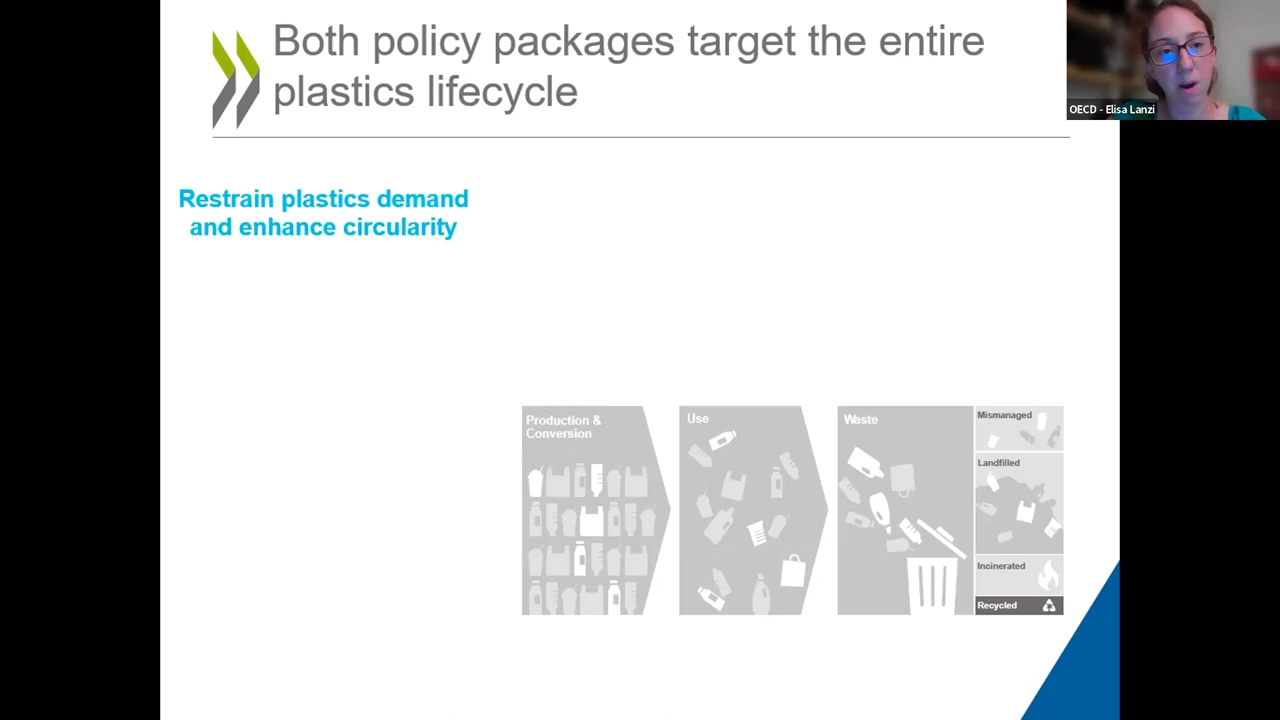 Both policy packages target the entire
plastics lifecycle
OECD - Elisa Lanzi
Restrain plastics demand
and enhance circularity
Production &
Conversion
Use
Waste
Mismanaged
Landfilled
Incinerated
Recycled